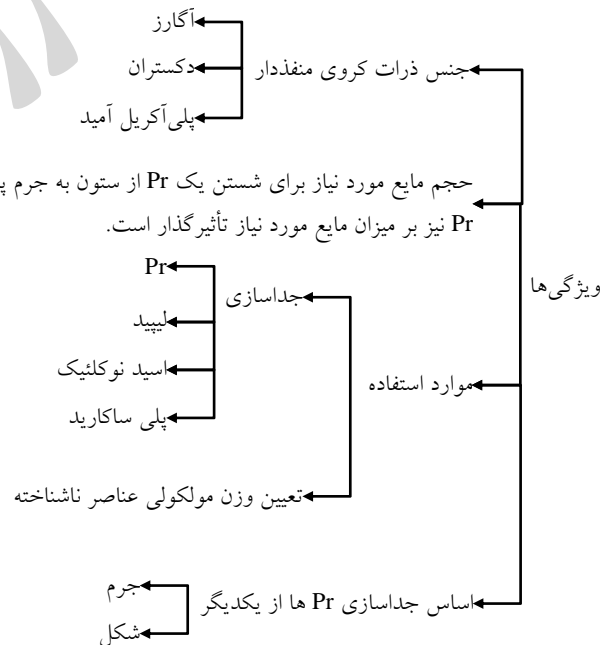 ویژگی‌ها
جنس ذرات کروی منفذدار
آگارز
دکستران
پلی‌آکریل آمید
حجم مایع مورد نیاز برای شستن یک Pr از ستون به جرم
Pr نیز بر میزان مایع مورد نیاز تأثیرگذار است.
موارد استفاده
جداسازی
Pr
لیپید
اسید نوکلئیک
پلی ساکارید
تعیین وزن مولکولی عناصر ناشناخته
اساس جداسازی Pr ها از یکدیگر
جرم
شکل